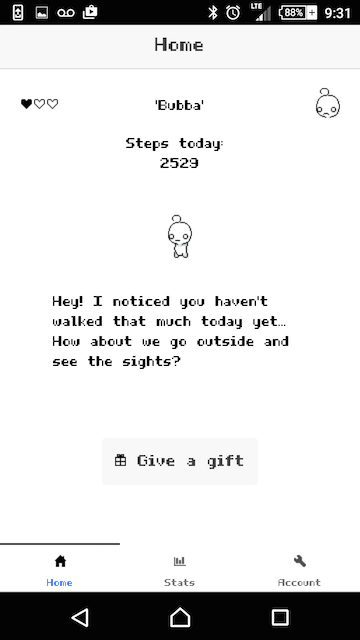 LTE 88% 9:31
Home
'Bubba'
Steps today:
2529
Hey! I noticed you haven't
walked that much today yet...
How about we go outside and
see the sights?
Give a gift
Home Stats Account